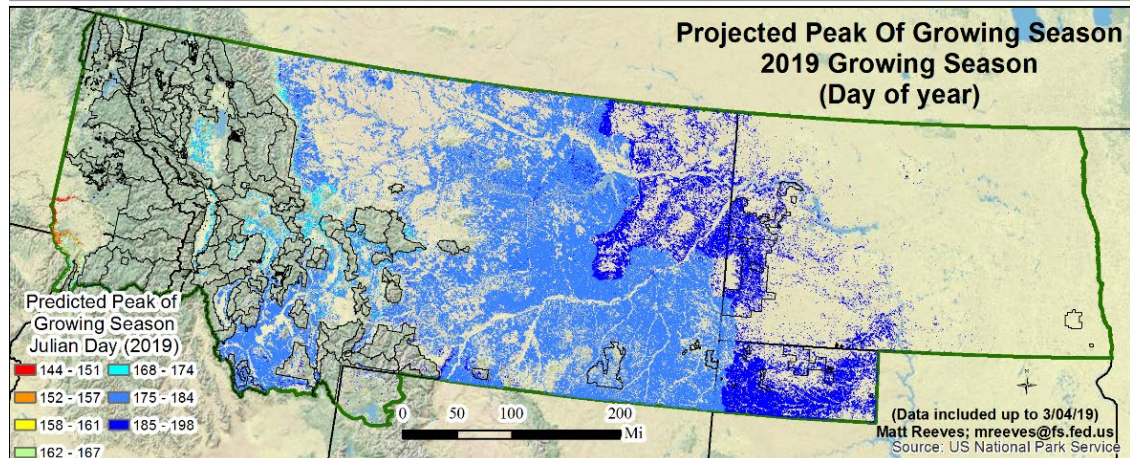 Projected Peak Of Growing Season
2019 Growing Season
(Day of year)
Predicted Peak of
Growing Season
Julian Day (2019)
144 - 151 168 - 174
152 - 157 175 - 184
158 - 161 185 - 198
162 - 167
0 50 100 200
Mi
N
(Data included up to 3/04/19)
Matt Reeves; mreeves@fs.fed.us
Source: US National Park Service